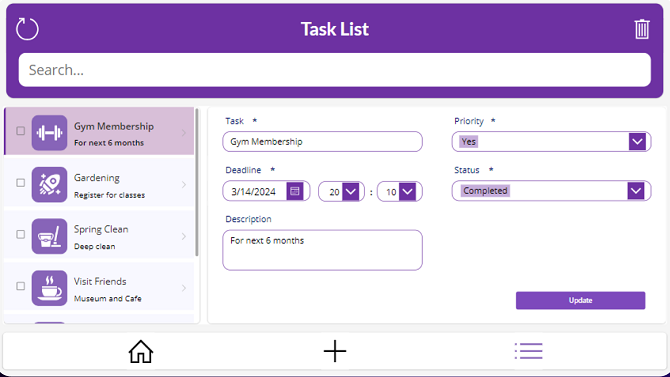 Task List
Search...
Gym Membership
For next 6 months
Gardening
Register for classes
Spring Clean
Deep clean
Visit Friends
Museum and Cafe
Task *
Gym Membership
Priority *
Yes
Deadline *
3/14/2024 20 : 10
Status *
Completed
Description
For next 6 months
Update